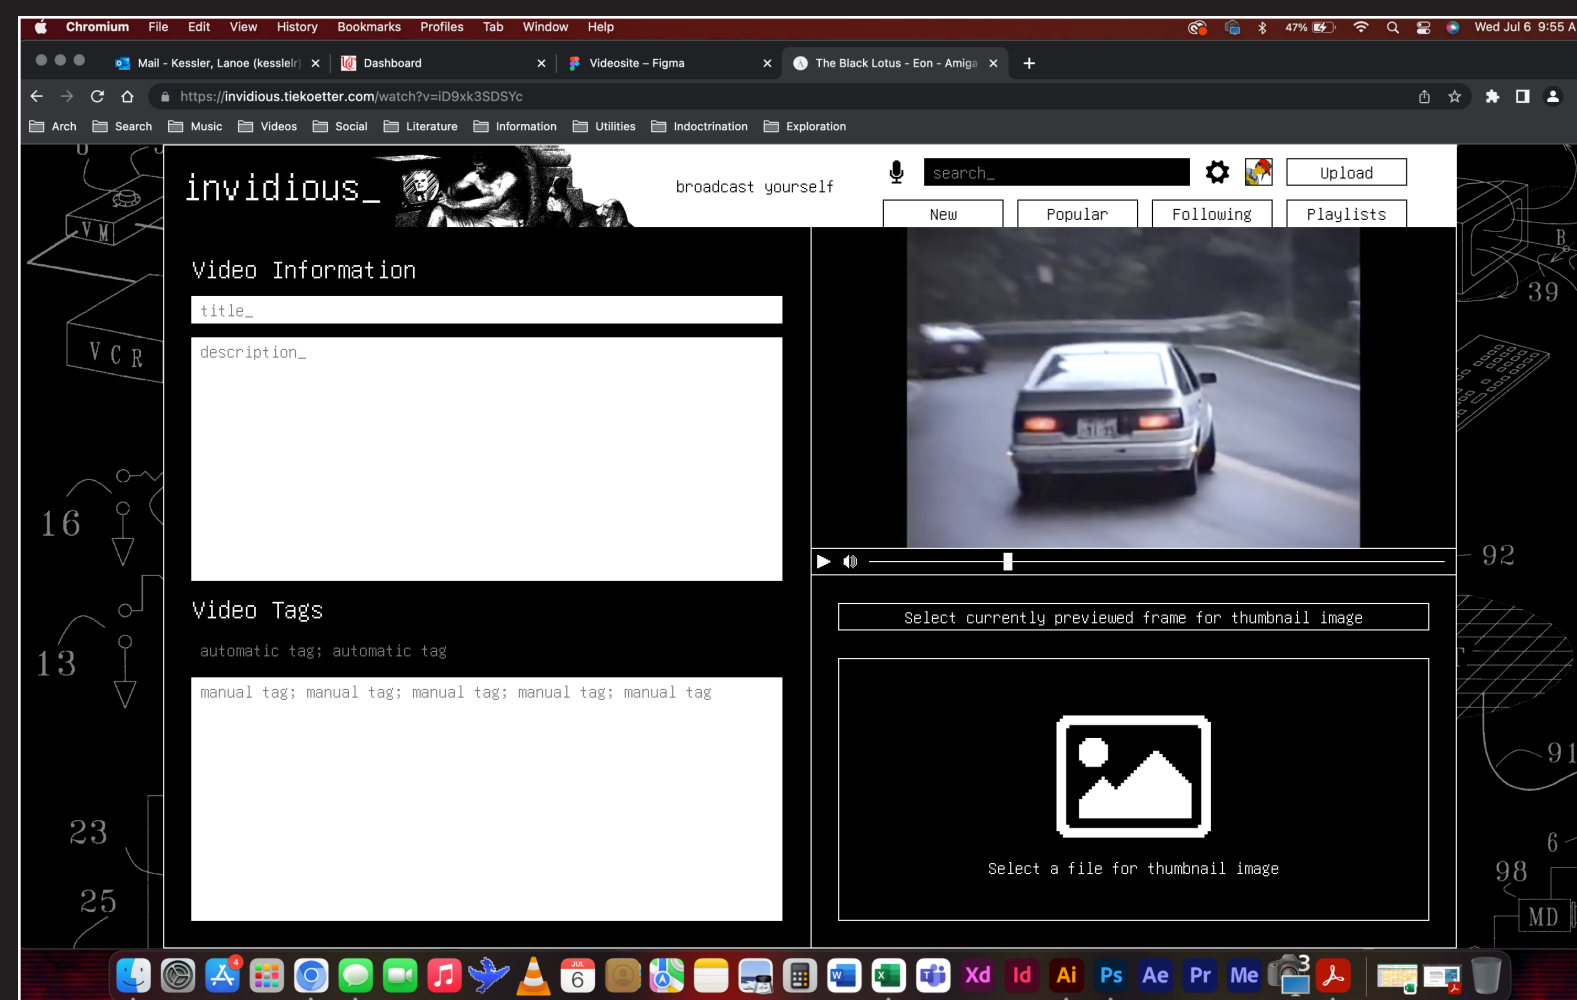 Chromium File Edit View History Bookmarks Profiles Tab Window Help 47% Wed Jul 6 9:55 A
Mail - Kessler, Lanoe (kesslelr) Dashboard Videosite – Figma The Black Lotus - Eon - Amiga
https://invidious.tiekoetter.com/watch?v=iD9xk3SDSYc
Arch Search Music Videos Social Literature Information Utilities Indoctrination Exploration
invidious_
broadcast yourself
search_
Upload
New Popular Following Playlists
Video Information
title_
description_
Video Tags
automatic tag; automatic tag
manual tag; manual tag; manual tag; manual tag; manual tag
Select currently previewed frame for thumbnail image
Select a file for thumbnail image
VM
VCR
16
13
23
25
B
39
92
91
6
98
MD
4
JUL
6
Xd Id Ai Ps Ae Pr Me
3